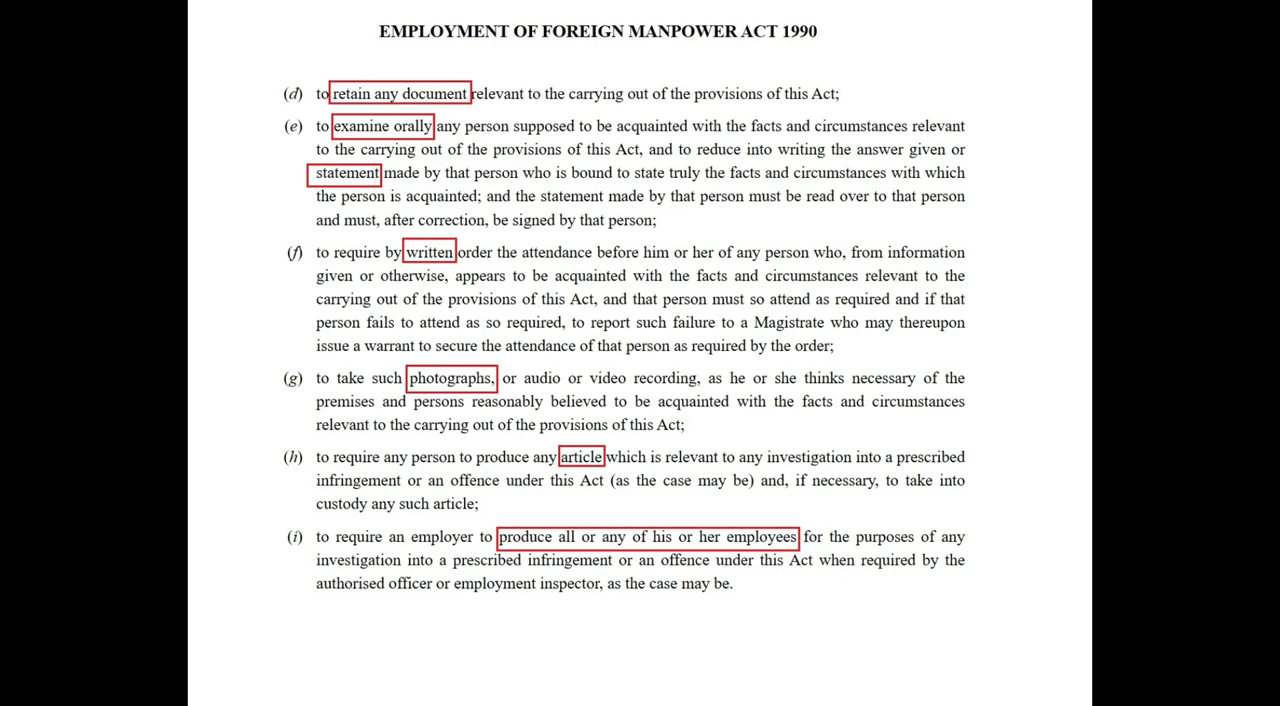 EMPLOYMENT OF FOREIGN MANPOWER ACT 1990
(d) to retain any document relevant to the carrying out of the provisions of this Act;
(e) to examine orally any person supposed to be acquainted with the facts and circumstances relevant
to the carrying out of the provisions of this Act, and to reduce into writing the answer given or
statement made by that person who is bound to state truly the facts and circumstances with which
the person is acquainted; and the statement made by that person must be read over to that person
and must, after correction, be signed by that person;
(f) to require by written order the attendance before him or her of any person who, from information
given or otherwise, appears to be acquainted with the facts and circumstances relevant to the
carrying out of the provisions of this Act, and that person must so attend as required and if that
person fails to attend as so required, to report such failure to a Magistrate who may thereupon
issue a warrant to secure the attendance of that person as required by the order;
(g) to take such photographs, or audio or video recording, as he or she thinks necessary of the
premises and persons reasonably believed to be acquainted with the facts and circumstances
relevant to the carrying out of the provisions of this Act;
(h) to require any person to produce any article which is relevant to any investigation into a prescribed
infringement or an offence under this Act (as the case may be) and, if necessary, to take into
custody any such article;
(i) to require an employer to produce all or any of his or her employees for the purposes of any
investigation into a prescribed infringement or an offence under this Act when required by the
authorised officer or employment inspector, as the case may be.